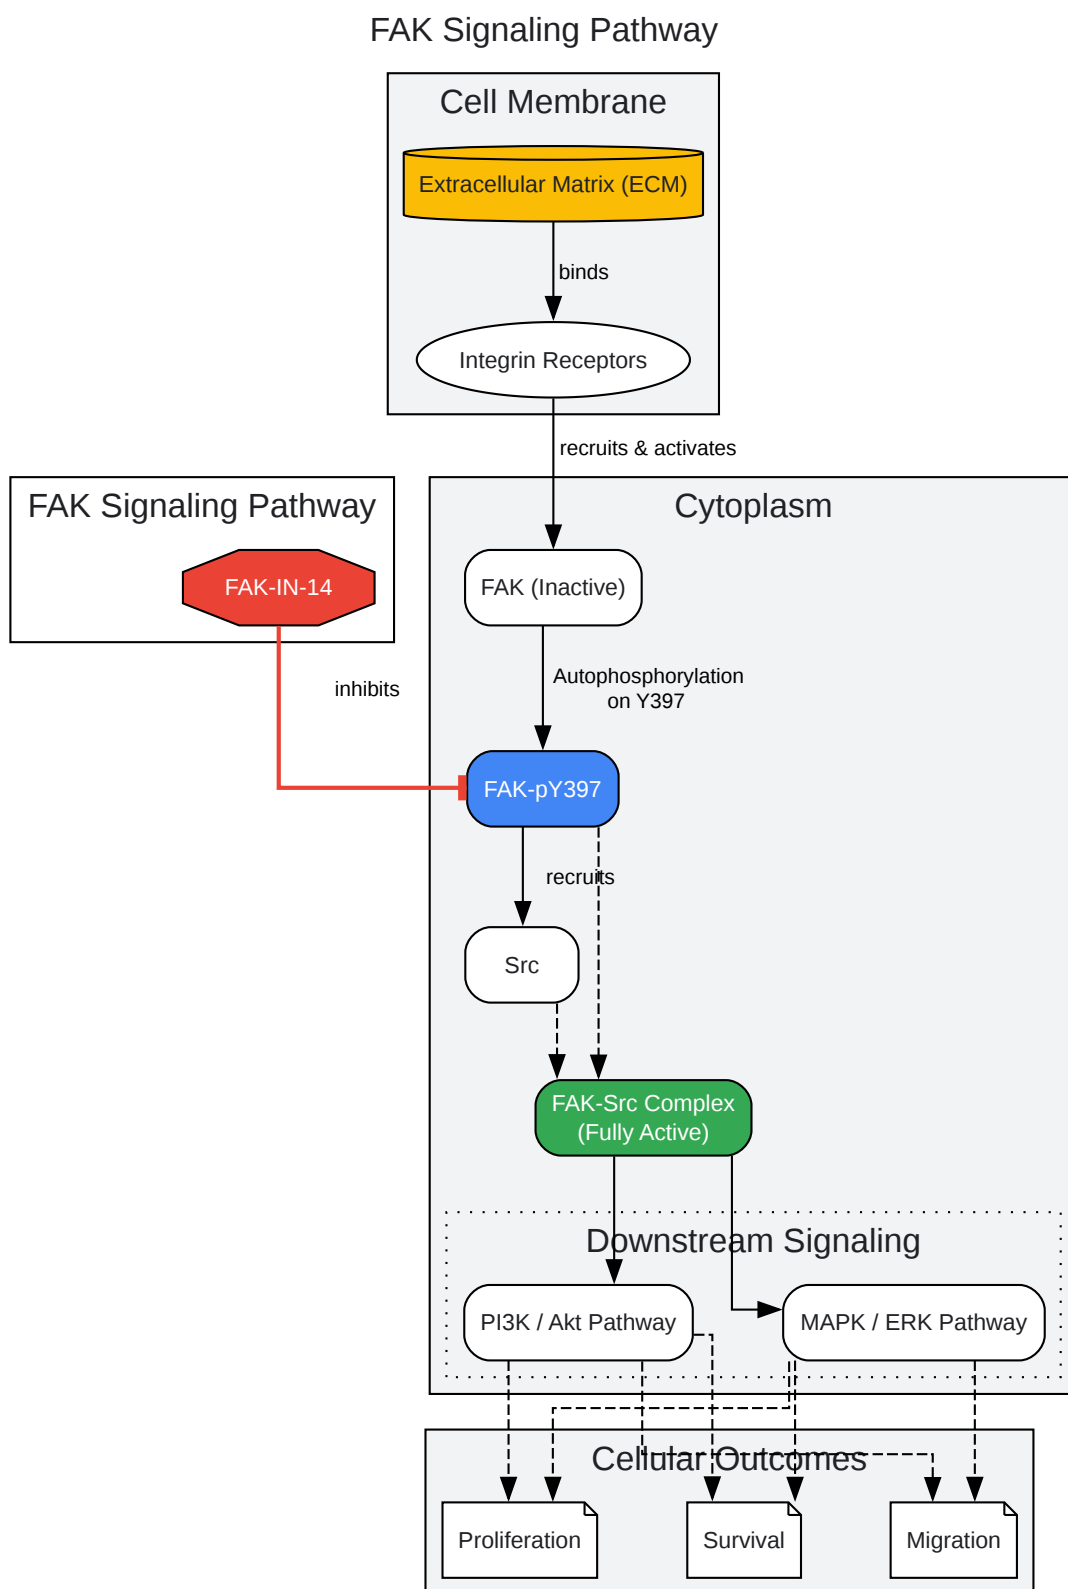 FAK Signaling Pathway
Cell Membrane
Extracellular Matrix (ECM)
binds
Integrin Receptors
recruits & activates
FAK Signaling Pathway
Cytoplasm
FAK-IN-14
FAK (Inactive)
inhibits
Autophosphorylation
on Y397
FAK-pY397
recruits
Src
FAK-Src Complex
(Fully Active)
Downstream Signaling
PI3K / Akt Pathway
MAPK / ERK Pathway
Cellular Outcomes
Proliferation
Survival
Migration